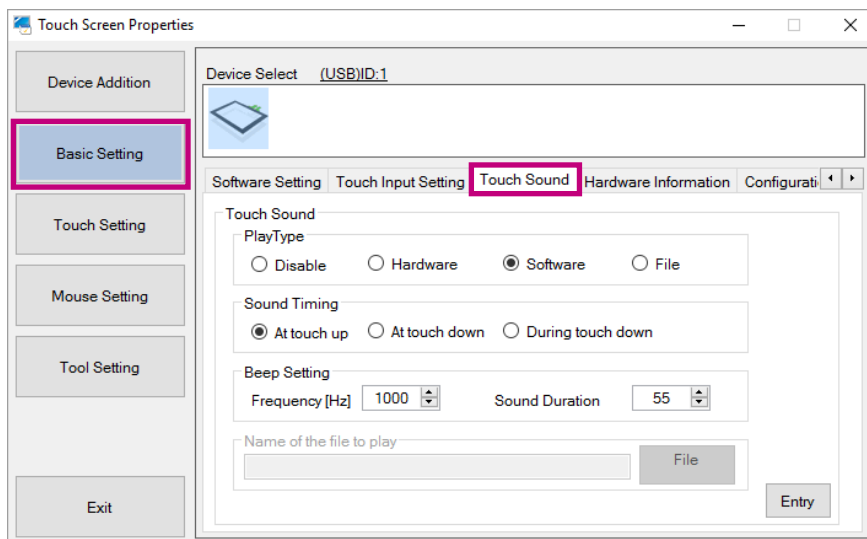 Touch Screen Properties
Device Addition
Basic Setting
Touch Setting
Mouse Setting
Tool Setting
Exit
Device Select (USB)ID:1
Software Setting Touch Input Setting Touch Sound Hardware Information Configurati
Touch Sound
PlayType
Disable Hardware Software File
Sound Timing
At touch up At touch down During touch down
Beep Setting
Frequency [Hz] 1000 Sound Duration 55
Name of the file to play
File
Entry